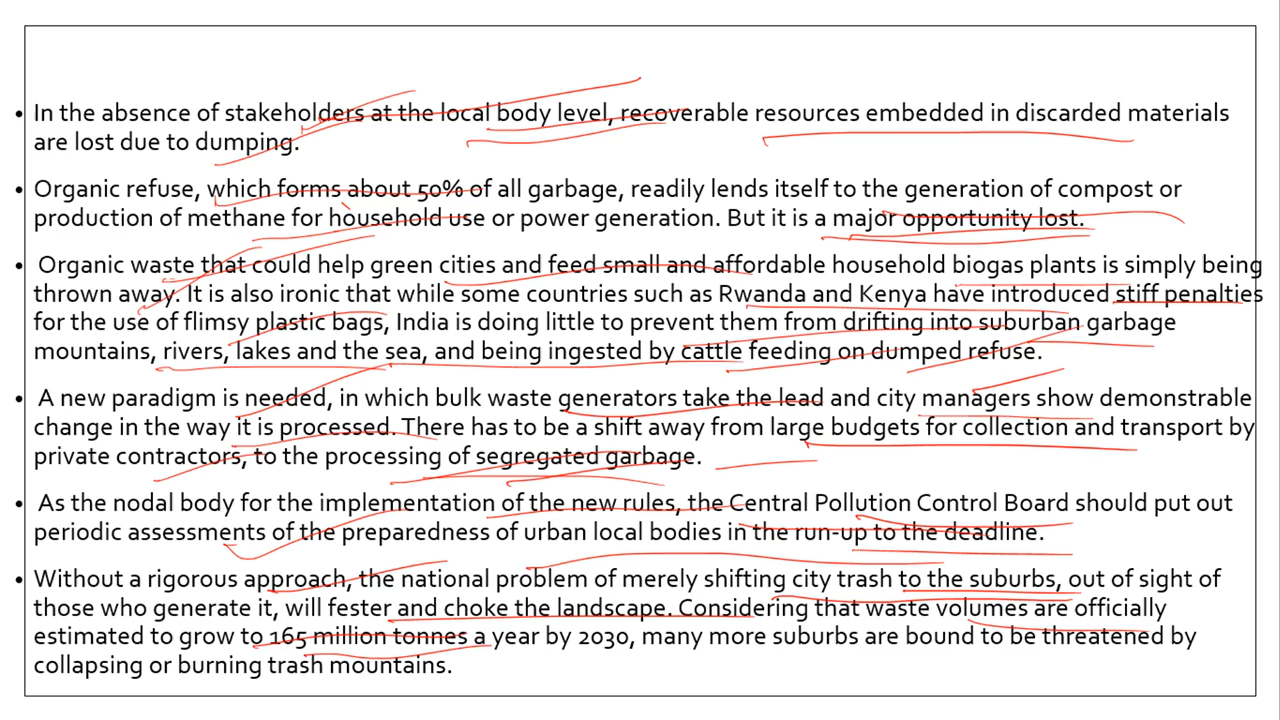 • In the absence of stakeholders at the local body level, recoverable resources embedded in discarded materials
are lost due to dumping.
• Organic refuse, which forms about 50% of all garbage, readily lends itself to the generation of compost or
production of methane for household use or power generation. But it is a major opportunity lost.
• Organic waste that could help green cities and feed small and affordable household biogas plants is simply being
thrown away. It is also ironic that while some countries such as Rwanda and Kenya have introduced stiff penalties
for the use of flimsy plastic bags, India is doing little to prevent them from drifting into suburban garbage
mountains, rivers, lakes and the sea, and being ingested by cattle feeding on dumped refuse.
• A new paradigm is needed, in which bulk waste generators take the lead and city managers show demonstrable
change in the way it is processed. There has to be a shift away from large budgets for collection and transport by
private contractors, to the processing of segregated garbage.
• As the nodal body for the implementation of the new rules, the Central Pollution Control Board should put out
periodic assessments of the preparedness of urban local bodies in the run-up to the deadline.
• Without a rigorous approach, the national problem of merely shifting city trash to the suburbs, out of sight of
those who generate it, will fester and choke the landscape. Considering that waste volumes are officially
estimated to grow to 165 million tonnes a year by 2030, many more suburbs are bound to be threatened by
collapsing or burning trash mountains.